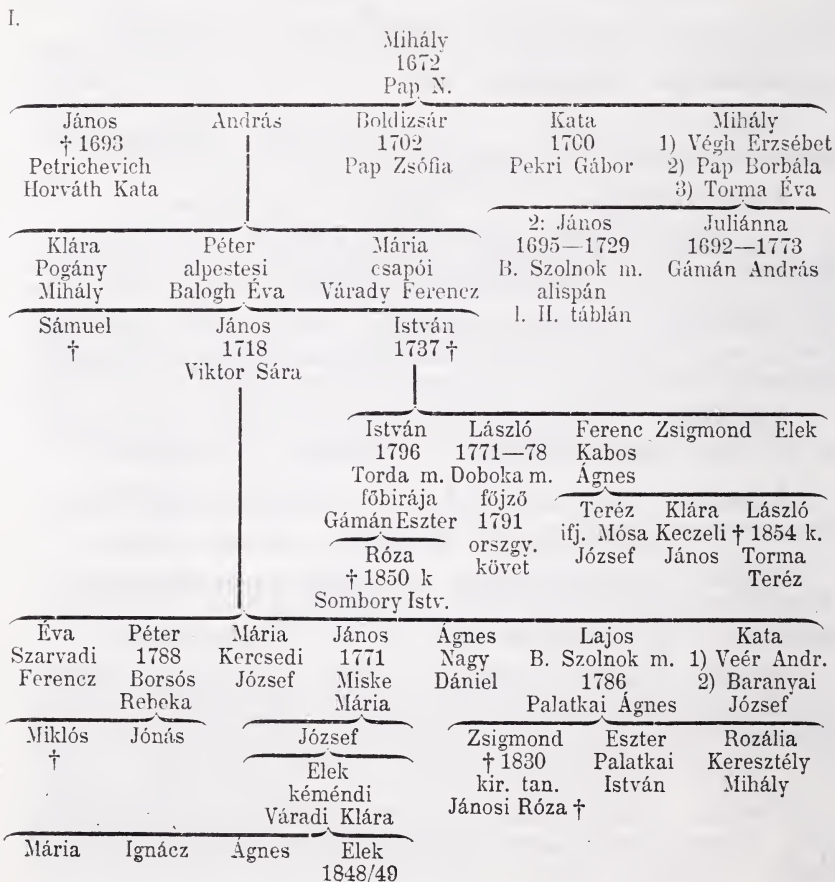 I.
Mihály
1672
Pap N.
János András Boldizsár Kata Mihály
† 1693 1702 1700 1) Végh Erzsébet
Petrichevich Pap Zsófia Pekri Gábor 2) Pap Borbála
Horváth Kata 3) Torma Éva
Klára Péter Mária 2: János Juliánna
Pogány alpestesi csapói 1695—1729 1692—1773
Mihály Balogh Éva Várady Ferencz B. Szolnok m. Gámán András
alispán
l. II. táblán
Sámuel János István
† 1718 1737 †
Viktor Sára
István László Ferenc Zsigmond Elek
1796 1771—78 Kabos
Torda m. Doboka m. Ágnes
főbirája főjző Teréz Klára László
Gámán Eszter 1791 ifj. Mósa Keczeli † 1854 k.
Róza orszgy. József János Torma
† 1850 k követ Teréz
Sombory Istv.
Éva Péter Mária János Ágnes Lajos Kata
Szarvadi 1788 Kercsedi 1771 Nagy B. Szolnok m. 1) Veér Andr.
Ferencz Borsós József Miske Dániel 1786 2) Baranyai
Rebeka Mária Palatkai Ágnes József
Miklós Jónás József Zsigmond Eszter Rozália
† † 1830 Palatkai Keresztély
Elek kir. tan. István Mihály
kéméndi Jánosi Róza †
Váradi Klára
Mária Ignácz Ágnes Elek
1848/49